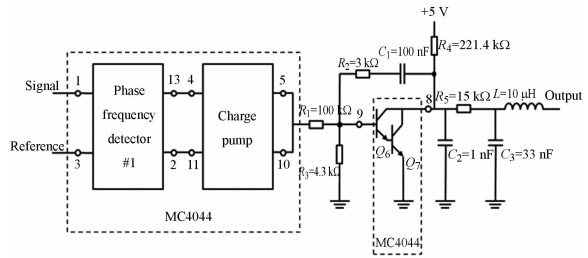 +5 V
C₁=100 nF
R₂=3 kΩ
R₄=221.4 kΩ
Signal
1
Phase
frequency
detector
#1
13
4
Charge
pump
5
R₁=100 kΩ
9
8
R₅=15 kΩ
L=10 μH
Output
Reference
3
2
11
10
R₃=4.3 kΩ
Q₆
Q₇
C₂=1 nF
C₃=33 nF
MC4044
MC4044